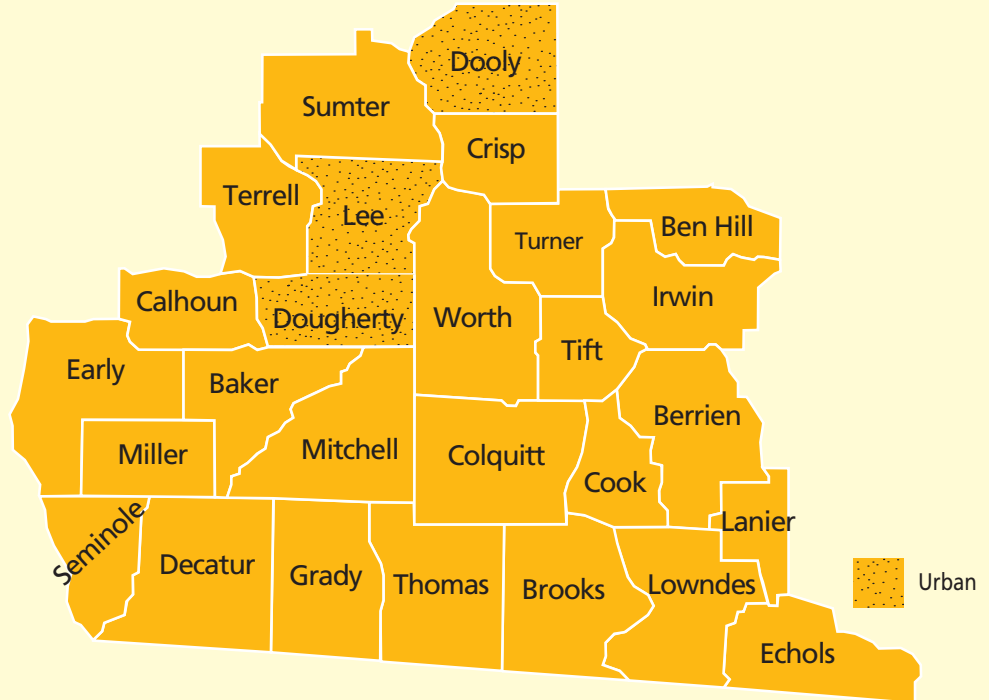 Dooly
Sumter
Crisp
Terrell
Lee
Ben Hill
Turner
Calhoun
Irwin
Dougherty
Worth
Tift
Early
Baker
Berrien
Miller
Mitchell
Colquitt
Cook
Lanier
Seminole
Decatur
Grady
Thomas
Brooks
Lowndes
Urban
Echols